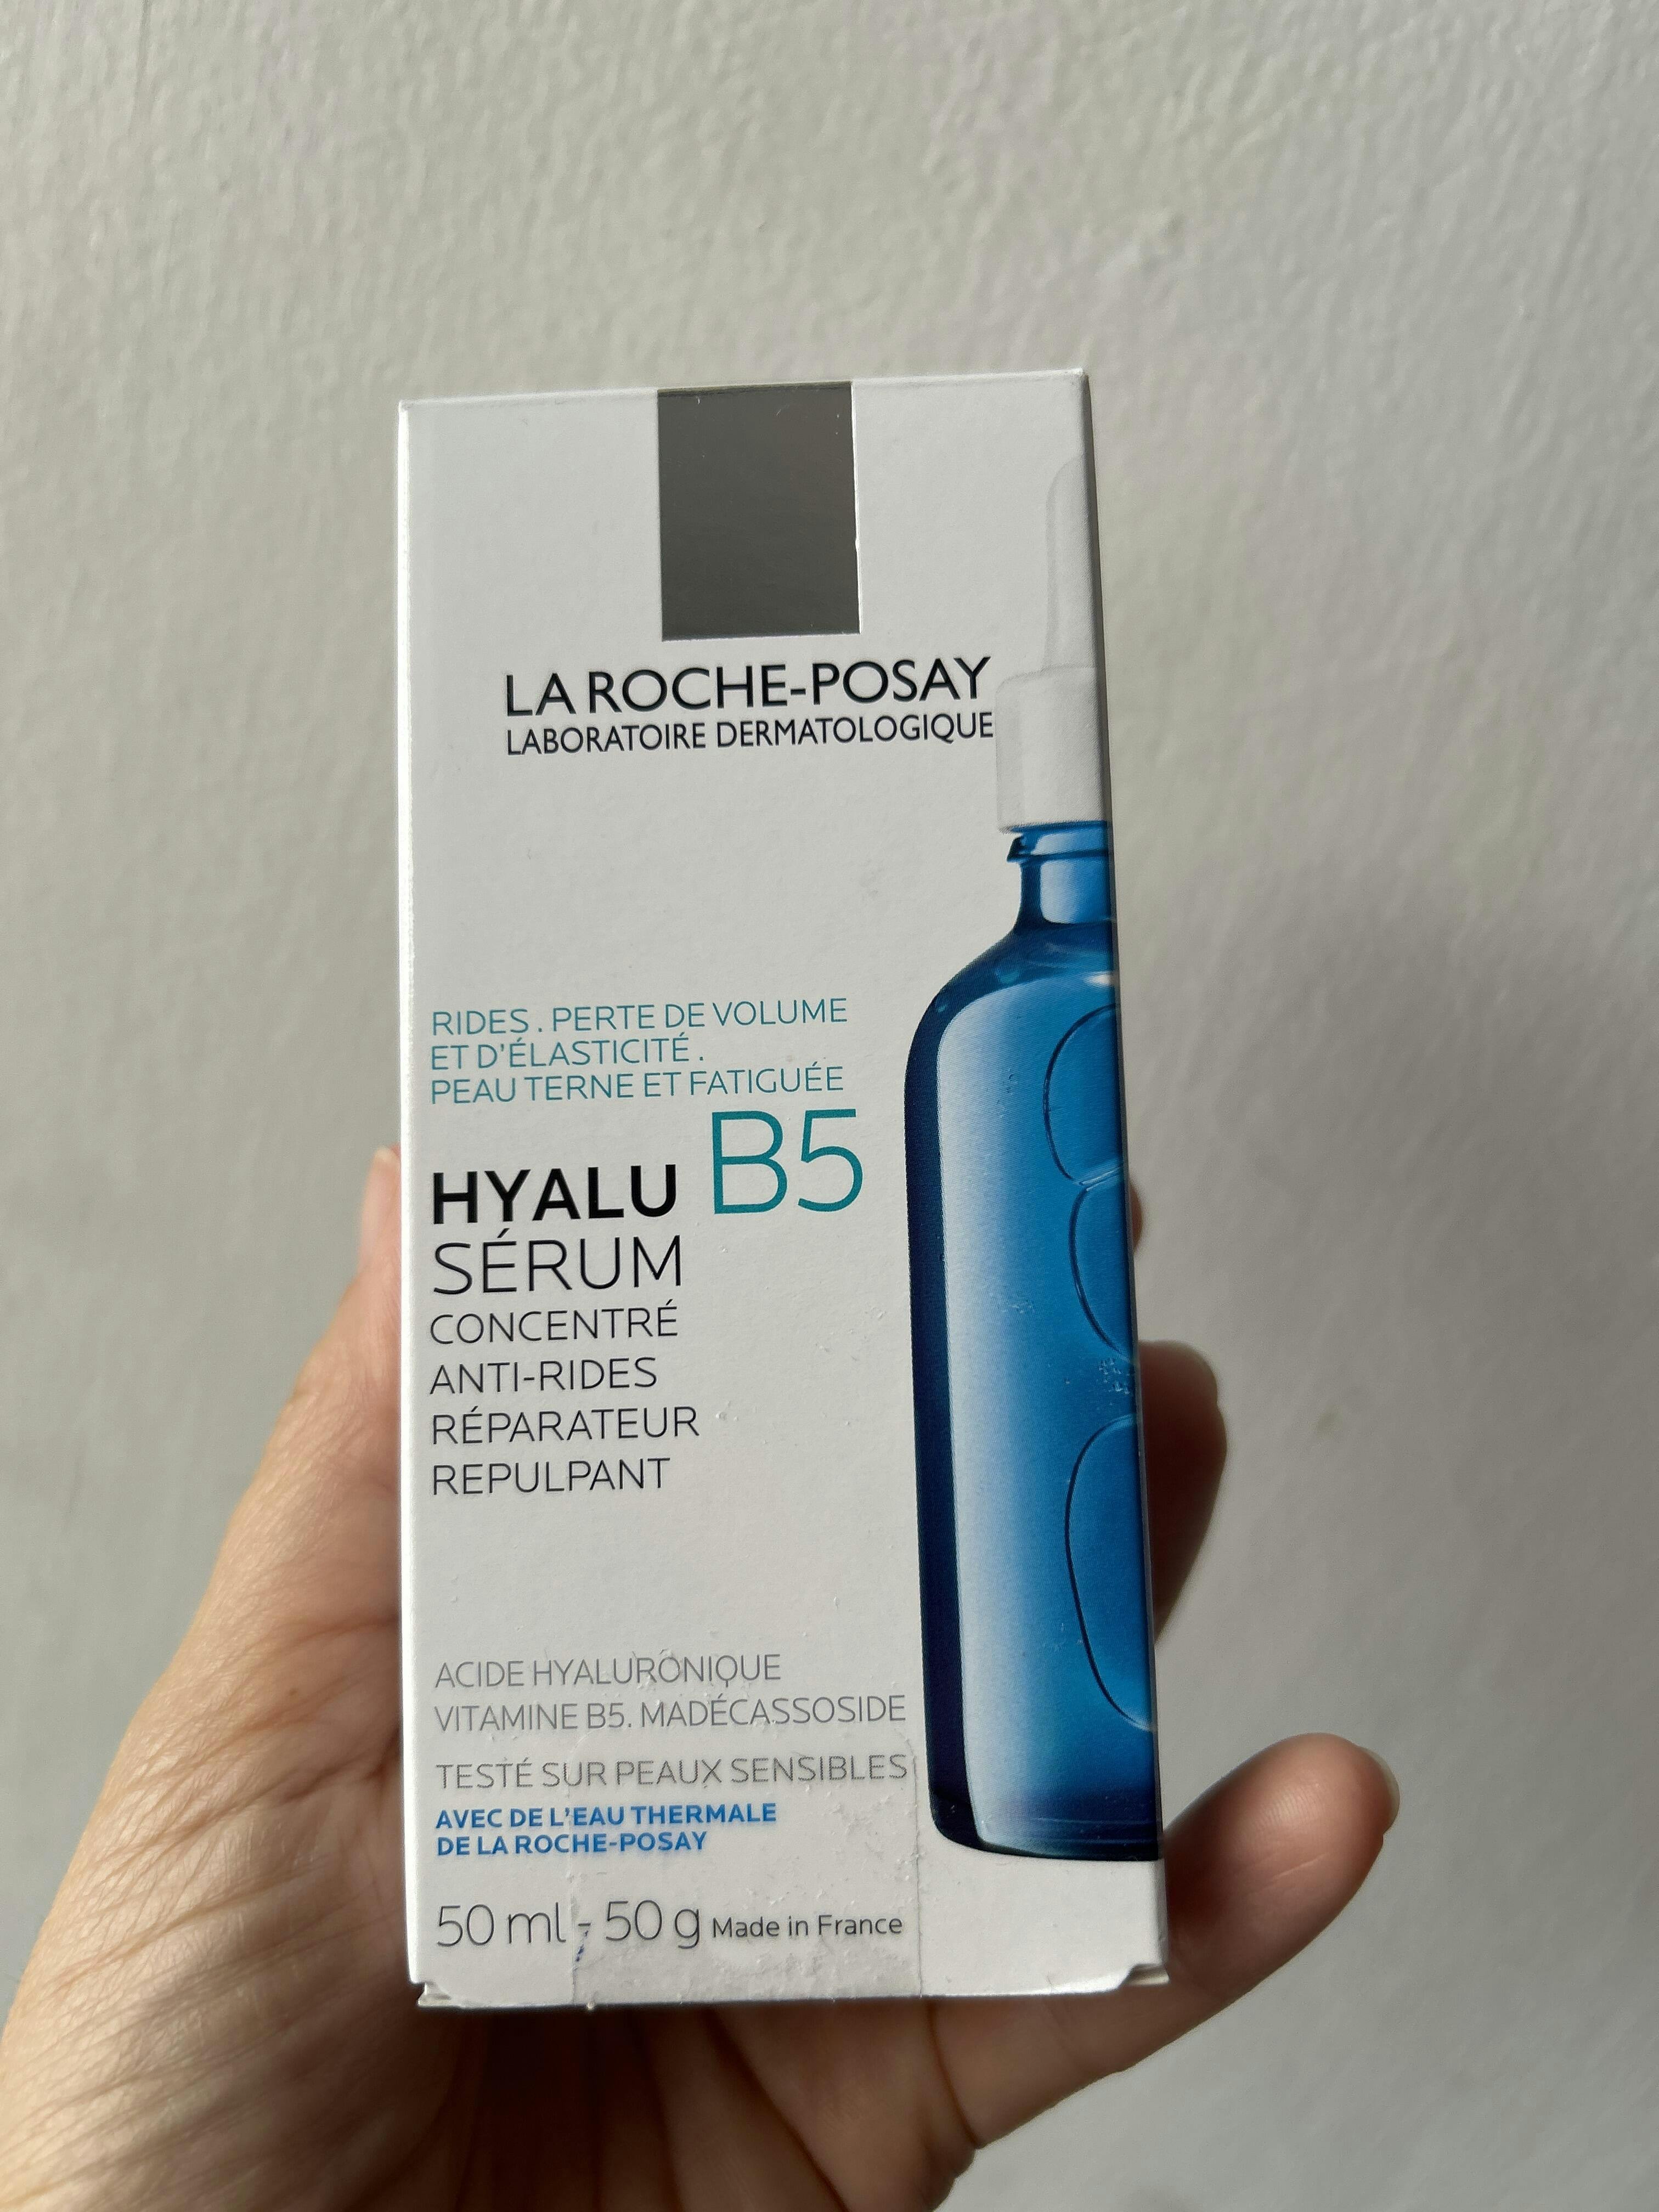 LA ROCHE-POSAY
LABORATOIRE DERMATOLOGIQUE
RIDES . PERTE DE VOLUME
ET D'ÉLASTICITÉ .
PEAU TERNE ET FATIGUÉE
HYALU B5
SÉRUM
CONCENTRÉ
ANTI-RIDES
RÉPARATEUR
REPULPANT
ACIDE HYALURONIQUE
VITAMINE B5. MADÉCASSOSIDE
TESTÉ SUR PEAUX SENSIBLES
AVEC DE L'EAU THERMALE
DE LA ROCHE-POSAY
50 ml - 50 g Made in France